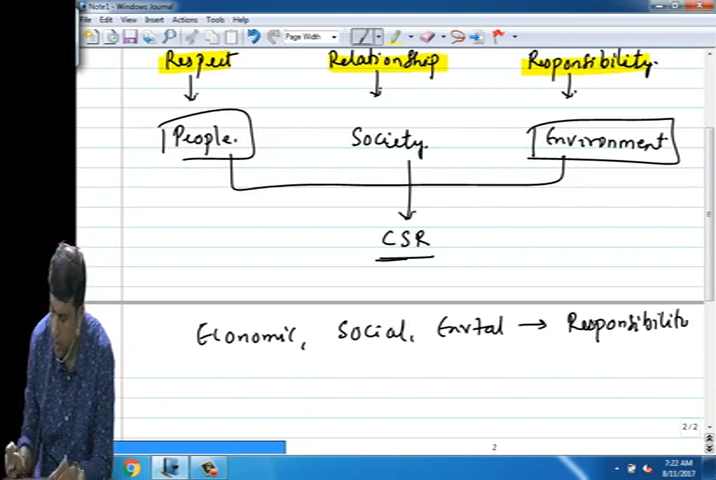 Note1 - Windows Journal
File Edit View Insert Actions Tools Help
Page Width
Respect Relationship Responsibility.
People. Society. Environment
CSR
Economic, Social, Envtal → Responsibility
2/2
2
7:22 AM
8/11/2017